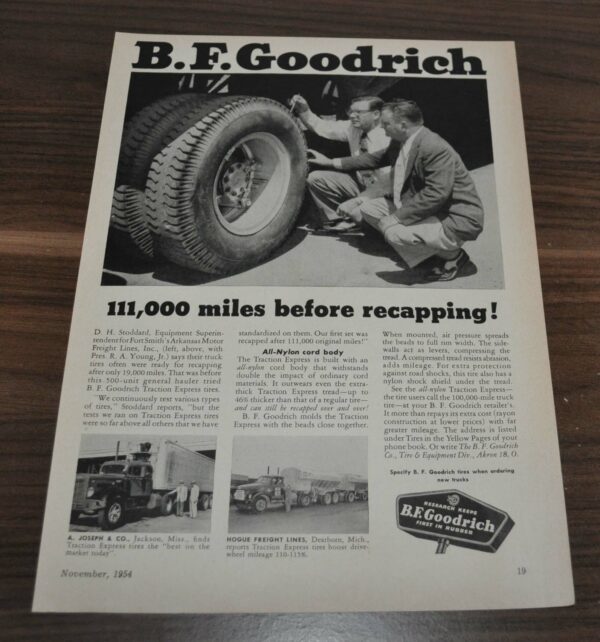 B.F.Goodrich
111,000 miles before recapping!
D. H. Stoddard, Equipment Superin-
tendent for Fort Smith's Arkansas Motor
Freight Lines, Inc., (left, above, with
Pres. R. A. Young, Jr.) says their truck
tires often were ready for recapping
after only 19,000 miles. That was before
this 500-unit general hauler tried
B. F. Goodrich Traction Express tires.
"We continuously test various types
of tires," Stoddard reports, "but the
tests we ran on Traction Express tires
were so far above all others that we have
standardized on them. Our first set was
recapped after 111,000 original miles!"
All-Nylon cord body
The Traction Express is built with an
all-nylon cord body that withstands
double the impact of ordinary cord
materials. It outwears even the extra-
thick Traction Express tread—up to
46% thicker than that of a regular tire—
and can still be recapped over and over!
B. F. Goodrich molds the Traction
Express with the beads close together.
When mounted, air pressure spreads
the beads to full rim width. The side-
walls act as levers, compressing the
tread. A compressed tread resists abrasion,
adds mileage. For extra protection
against road shocks, this tire also has a
nylon shock shield under the tread.
See the all-nylon Traction Express—
the tire users call the 100,000-mile truck
tire—at your B. F. Goodrich retailer's.
It more than repays its extra cost (rayon
construction at lower prices) with far
greater mileage. The address is listed
under Tires in the Yellow Pages of your
phone book. Or write The B. F. Goodrich
Co., Tire & Equipment Div., Akron 18, O.
Specify B. F. Goodrich tires when ordering
new trucks
RESEARCH KEEPS
B.F.Goodrich
FIRST IN RUBBER
A. JOSEPH & CO., Jackson, Miss., finds
Traction Express tires the "best on the
market today".
HOGUE FREIGHT LINES, Dearborn, Mich.,
reports Traction Express tires boost drive-
wheel mileage 110-115%.
November, 1954
19